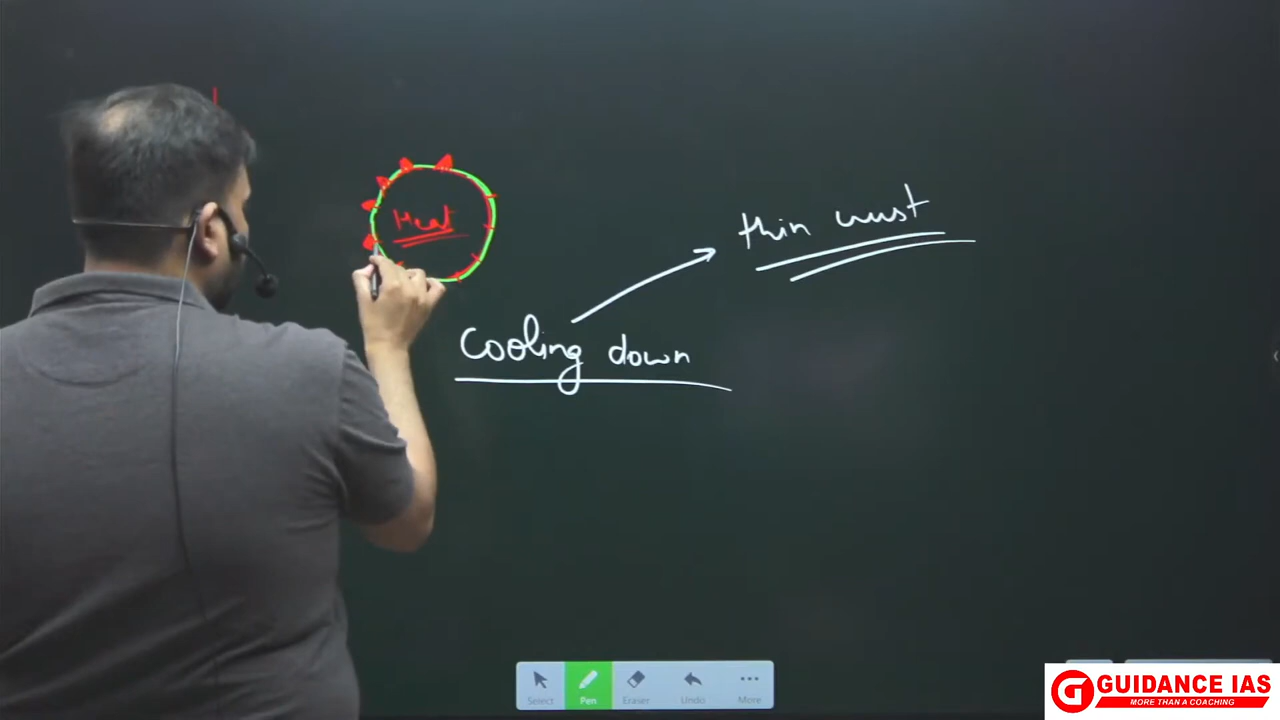 Heat
thin crust
Cooling down
Select
Pen
Eraser
Undo
More
GUIDANCE IAS
MORE THAN A COACHING